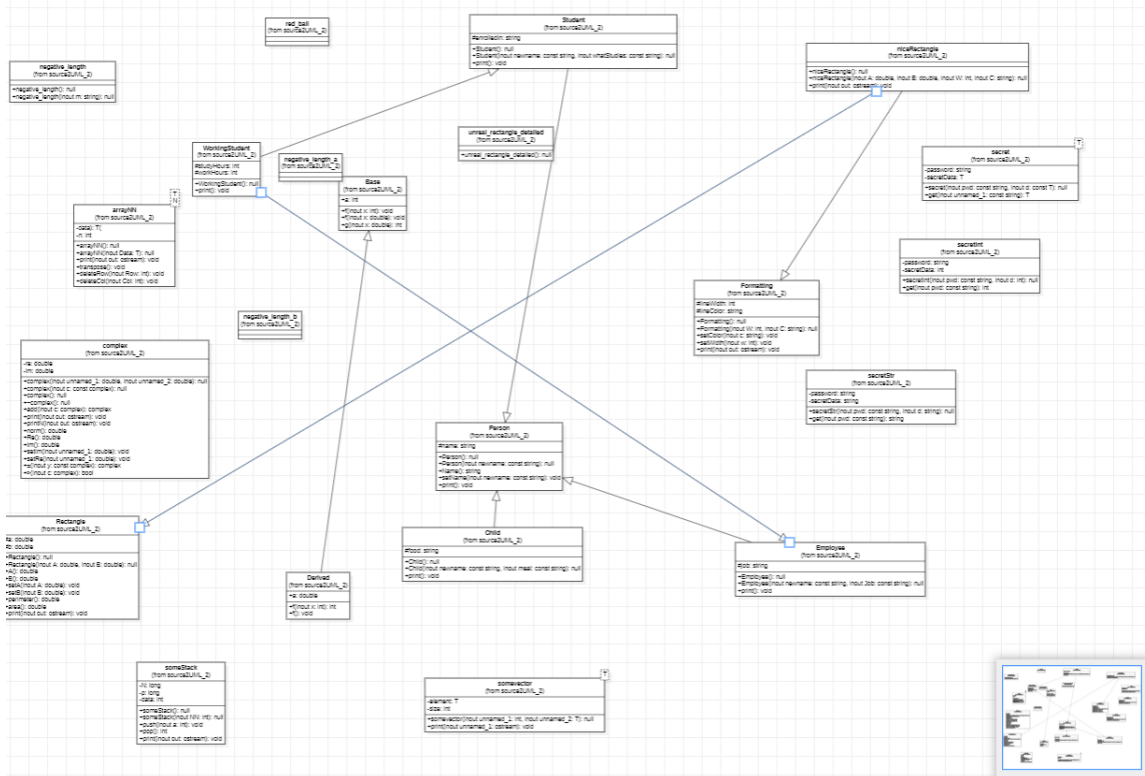 red_ball
(from source2UML_2)
Student
(from source2UML_2)
#enrolledIn: string
+Student(): null
+Student(inout newname: const string, inout whatStudies: const string): null
+print(): void
niceRectangle
(from source2UML_2)
+niceRectangle(): null
+niceRectangle(inout A: double, inout B: double, inout W: int, inout C: string): null
+print(inout out: ostream): void
negative_length
(from source2UML_2)
+negative_length(): null
+negative_length(inout m: string): null
unreal_rectangle_detailed
(from source2UML_2)
+unreal_rectangle_detailed(): null
WorkingStudent
(from source2UML_2)
#studyHours: int
#workHours: int
+WorkingStudent(): null
+print(): void
negative_length_a
(from source2UML_2)
Base
(from source2UML_2)
+a: int
+f(inout x: int): void
+f(inout x: double): void
+g(inout x: double): int
T
secret
(from source2UML_2)
-password: string
-secretData: T
+secret(inout pwd: const string, inout d: const T): null
+get(inout unnamed_1: const string): T
arrayNN
(from source2UML_2)
-data): T(
-n: int
+arrayNN(): null
+arrayNN(inout Data: T): null
+print(inout out: ostream): void
+transpose(): void
+deleteRow(inout Row: int): void
+deleteCol(inout Col: int): void
secretInt
(from source2UML_2)
-password: string
-secretData: int
+secretInt(inout pwd: const string, inout d: int): null
+get(inout pwd: const string): int
Formatting
(from source2UML_2)
#lineWidth: int
#lineColor: string
+Formatting(): null
+Formatting(inout W: int, inout C: string): null
+setColor(inout c: string): void
+setWidth(inout w: int): void
+print(inout out: ostream): void
negative_length_b
(from source2UML_2)
complex
(from source2UML_2)
-re: double
-im: double
+complex(inout unnamed_1: double, inout unnamed_2: double): null
+complex(inout c: const complex): null
+complex(): null
+~complex(): null
+add(inout c: complex): complex
+print(inout out: ostream): void
+println(inout out: ostream): void
+norm(): double
+Re(): double
+Im(): double
+setIm(inout unnamed_1: double): void
+setRe(inout unnamed_1: double): void
secretStr
(from source2UML_2)
-password: string
-secretData: string
+secretStr(inout pwd: const string, inout d: string): null
+get(inout pwd: const string): string
Person
(from source2UML_2)
#name: string
+Person(): null
+Person(inout newname: const string): null
+Name(): string
+setName(inout newname: const string): void
+print(): void
Rectangle
(from source2UML_2)
#a: double
#b: double
+Rectangle(): null
+Rectangle(inout A: double, inout B: double): null
+A(): double
+B(): double
+setA(inout A: double): void
+setB(inout B: double): void
+perimeter(): double
+area(): double
+print(inout out: ostream): void
Child
(from source2UML_2)
#food: string
+Child(): null
+Child(inout newname: const string, inout meal: const string): null
+print(): void
Employee
(from source2UML_2)
#job: string
+Employee(): null
+Employee(inout newname: const string, inout Job: const string): null
+print(): void
Derived
(from source2UML_2)
+a: double
+f(inout x: int): int
+f(): void
someStack
(from source2UML_2)
-N: long
-p: long
-data: int
+someStack(): null
+someStack(inout NN: int): null
+push(inout a: int): void
+pop(): int
+print(inout out: ostream): void
T
somevector
(from source2UML_2)
-element: T
-size: int
+somevector(inout unnamed_1: int, inout unnamed_2: T): null
+print(inout unnamed_1: ostream): void